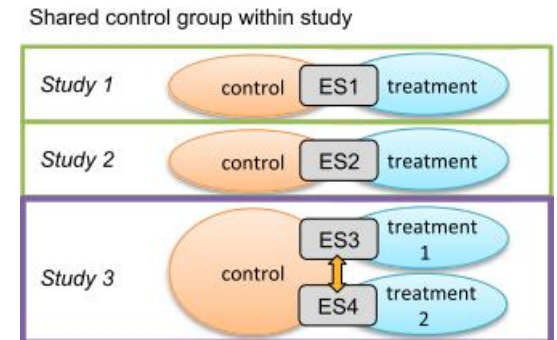 Shared control group within study
Study 1
control
ES1
treatment
Study 2
control
ES2
treatment
Study 3
control
ES3
treatment
1
ES4
treatment
2